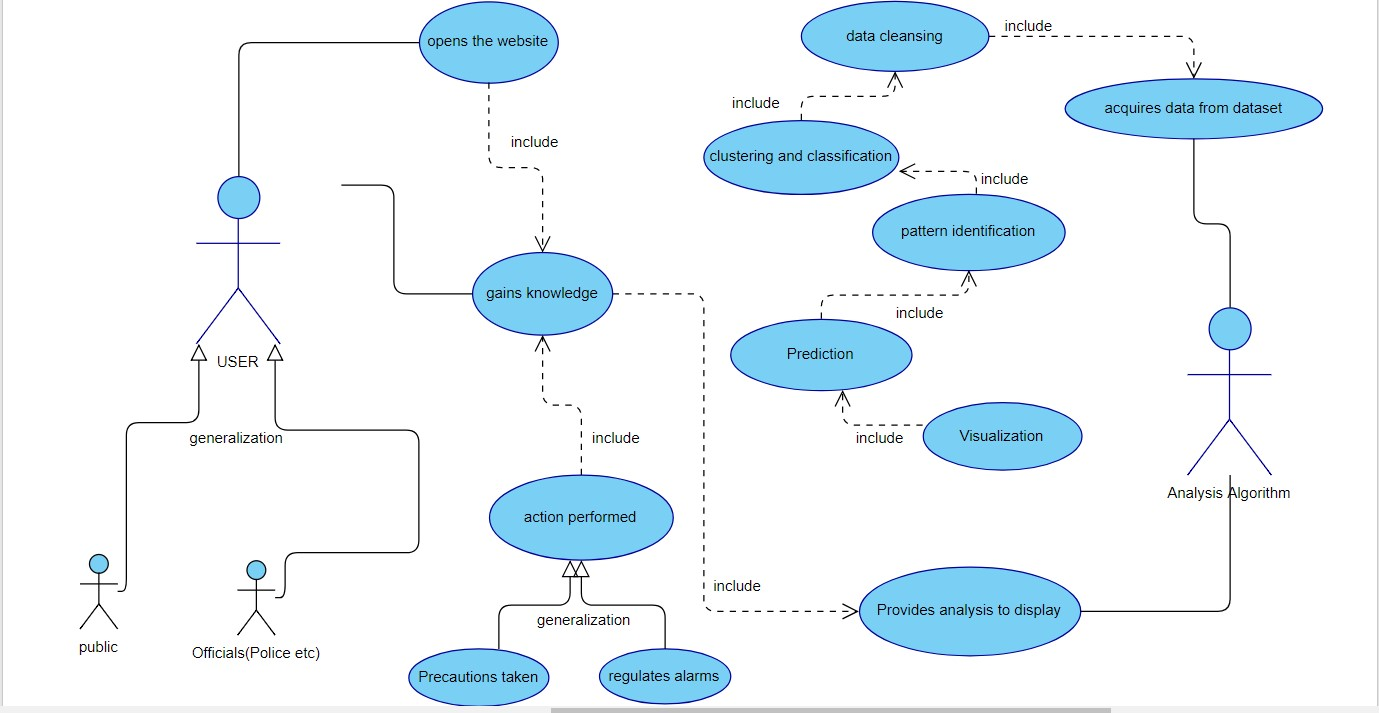 opens the website
data cleansing
include
acquires data from dataset
include
clustering and classification
include
include
pattern identification
gains knowledge
include
Prediction
USER
generalization
include
include
Visualization
Analysis Algorithm
action performed
include
Provides analysis to display
generalization
public
Officials(Police etc)
Precautions taken
regulates alarms